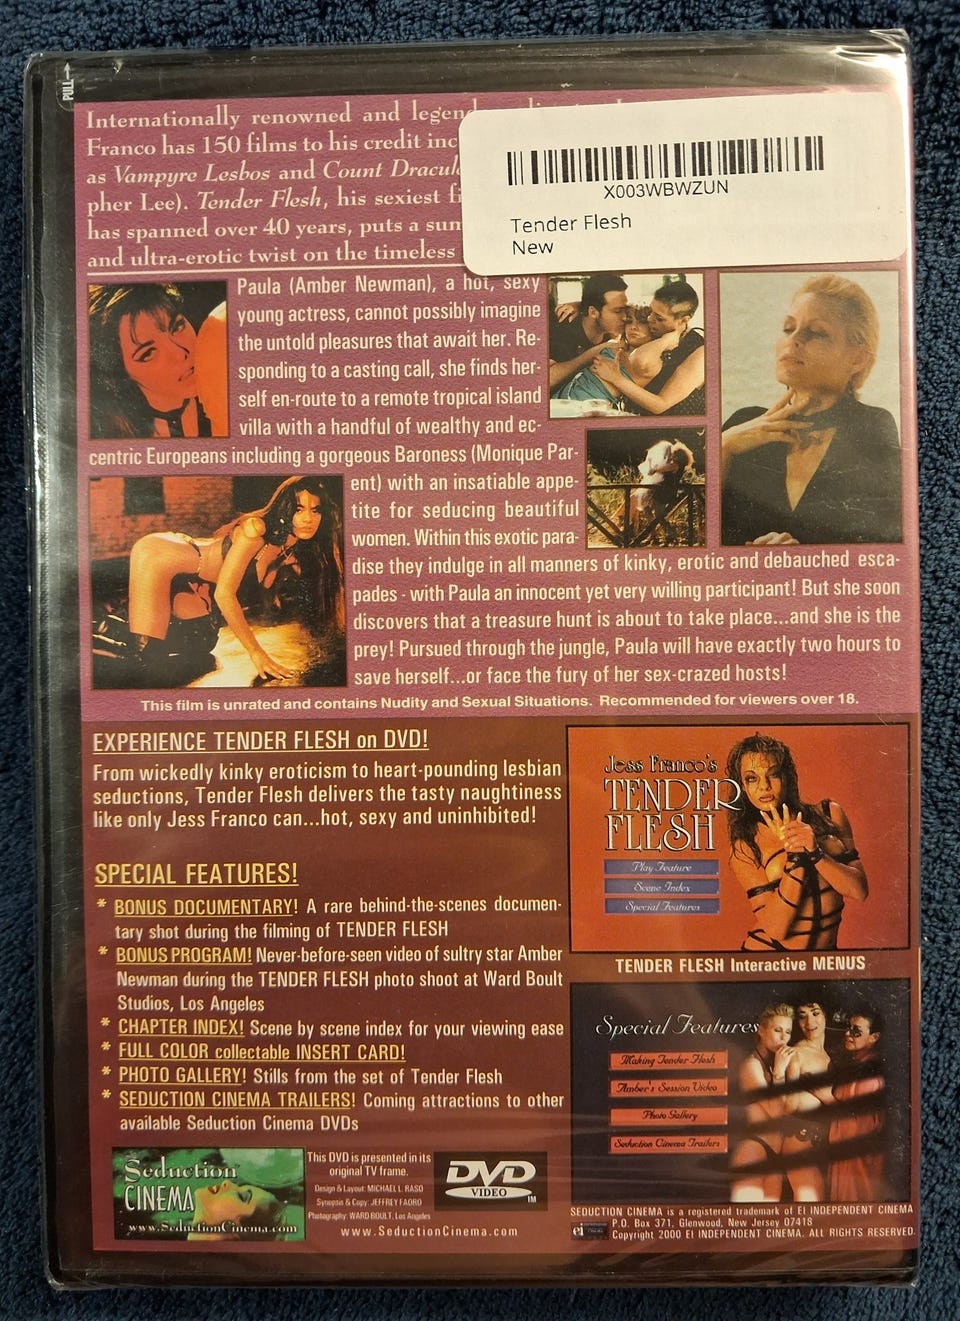 PULL→
Internationally renowned and legend
Franco has 150 films to his credit inc
as Vampyre Lesbos and Count Dracul
pher Lee). Tender Flesh, his sexiest fi
has spanned over 40 years, puts a sun
and ultra-erotic twist on the timeless
X003WBWZUN
Tender Flesh
New
Paula (Amber Newman), a hot, sexy
young actress, cannot possibly imagine
the untold pleasures that await her. Re-
sponding to a casting call, she finds her-
self en-route to a remote tropical island
villa with a handful of wealthy and ec-
centric Europeans including a gorgeous Baroness (Monique Par-
ent) with an insatiable appe-
tite for seducing beautiful
women. Within this exotic para-
dise they indulge in all manners of kinky, erotic and debauched esca-
pades - with Paula an innocent yet very willing participant! But she soon
discovers that a treasure hunt is about to take place...and she is the
prey! Pursued through the jungle, Paula will have exactly two hours to
save herself...or face the fury of her sex-crazed hosts!
This film is unrated and contains Nudity and Sexual Situations. Recommended for viewers over 18.
EXPERIENCE TENDER FLESH on DVD!
From wickedly kinky eroticism to heart-pounding lesbian
seductions, Tender Flesh delivers the tasty naughtiness
like only Jess Franco can...hot, sexy and uninhibited!
SPECIAL FEATURES!
* BONUS DOCUMENTARY! A rare behind-the-scenes documen-
tary shot during the filming of TENDER FLESH
* BONUS PROGRAM! Never-before-seen video of sultry star Amber
Newman during the TENDER FLESH photo shoot at Ward Boult
Studios, Los Angeles
* CHAPTER INDEX! Scene by scene index for your viewing ease
* FULL COLOR collectable INSERT CARD!
* PHOTO GALLERY! Stills from the set of Tender Flesh
* SEDUCTION CINEMA TRAILERS! Coming attractions to other
available Seduction Cinema DVDs
Jess Franco's
TENDER
FLESH
Play Feature
Scene Index
Special Features
TENDER FLESH Interactive MENUS
Special Features
Making Tender Flesh
Amber's Session Video
Photo Gallery
Seduction Cinema Trailers
Seduction
CINEMA
www.SeductionCinema.com
This DVD is presented in its
original TV frame.
Design & Layout: MICHAEL L. RASO
Synopsis & Copy: JEFFREY FAORO
Photography: WARD BOULT, Los Angeles
DVD
VIDEO
TM
www.SeductionCinema.com
SEDUCTION CINEMA is a registered trademark of EI INDEPENDENT CINEMA
ei
P.O. Box 371, Glenwood, New Jersey 07418
Copyright 2000 EI INDEPENDENT CINEMA. ALL RIGHTS RESERVED.